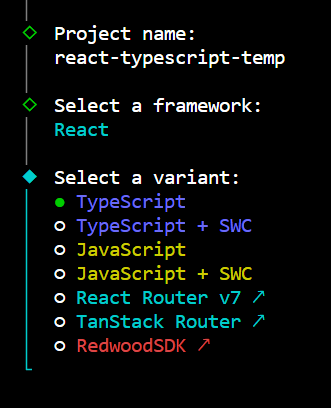 Project name:
react-typescript-temp
Select a framework:
React
Select a variant:
TypeScript
TypeScript + SWC
JavaScript
JavaScript + SWC
React Router v7 ↗
TanStack Router ↗
RedwoodSDK ↗